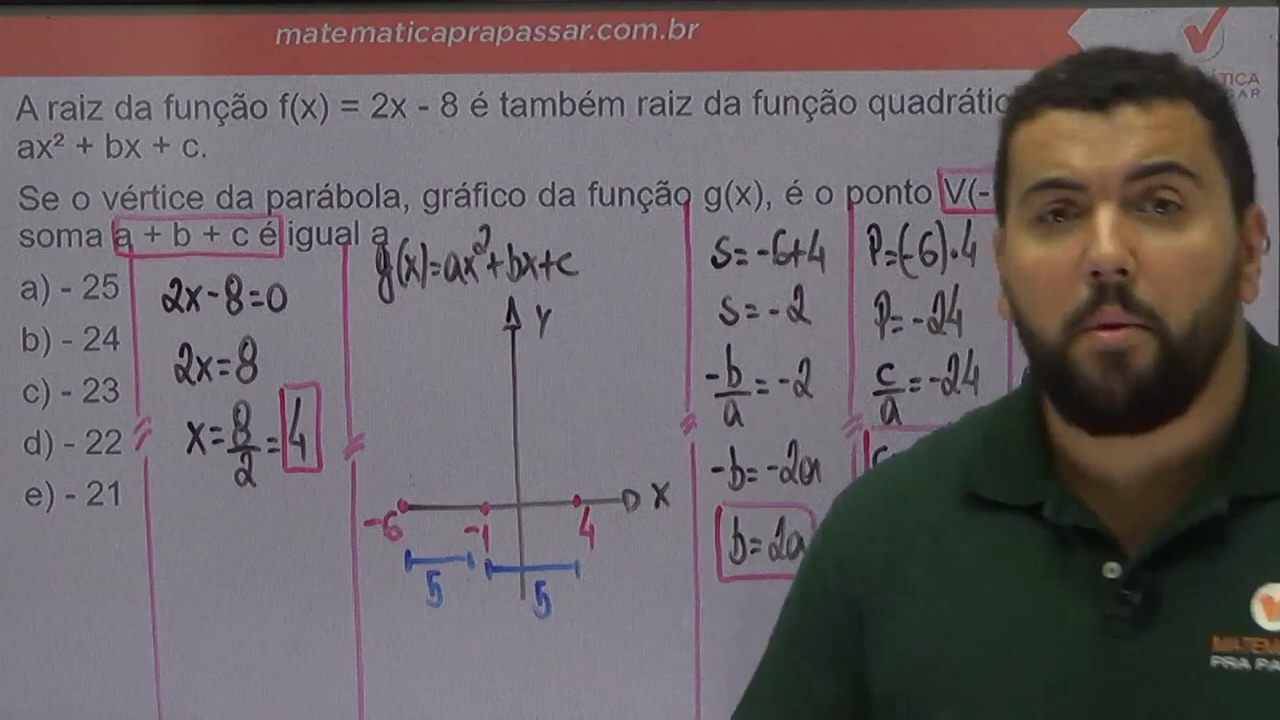 matematicaprapassar.com.br
A raiz da função f(x) = 2x - 8 é também raiz da função
ax² + bx + c.
Se o vértice da parábola, gráfico da função g(x), é o ponto V(-
soma a + b + c é igual a
a) - 25
b) - 24
c) - 23
d) - 22
e) - 21
2x-8=0
2x=8
x=8/2=4
g(x)=ax²+bx+c
Y
X
-6
-1
4
5
5
S=-6+4
S=-2
-b/a=-2
-b=-2a
b=2a
P=(-6)·4
P=-24
c/a=-24
PRA